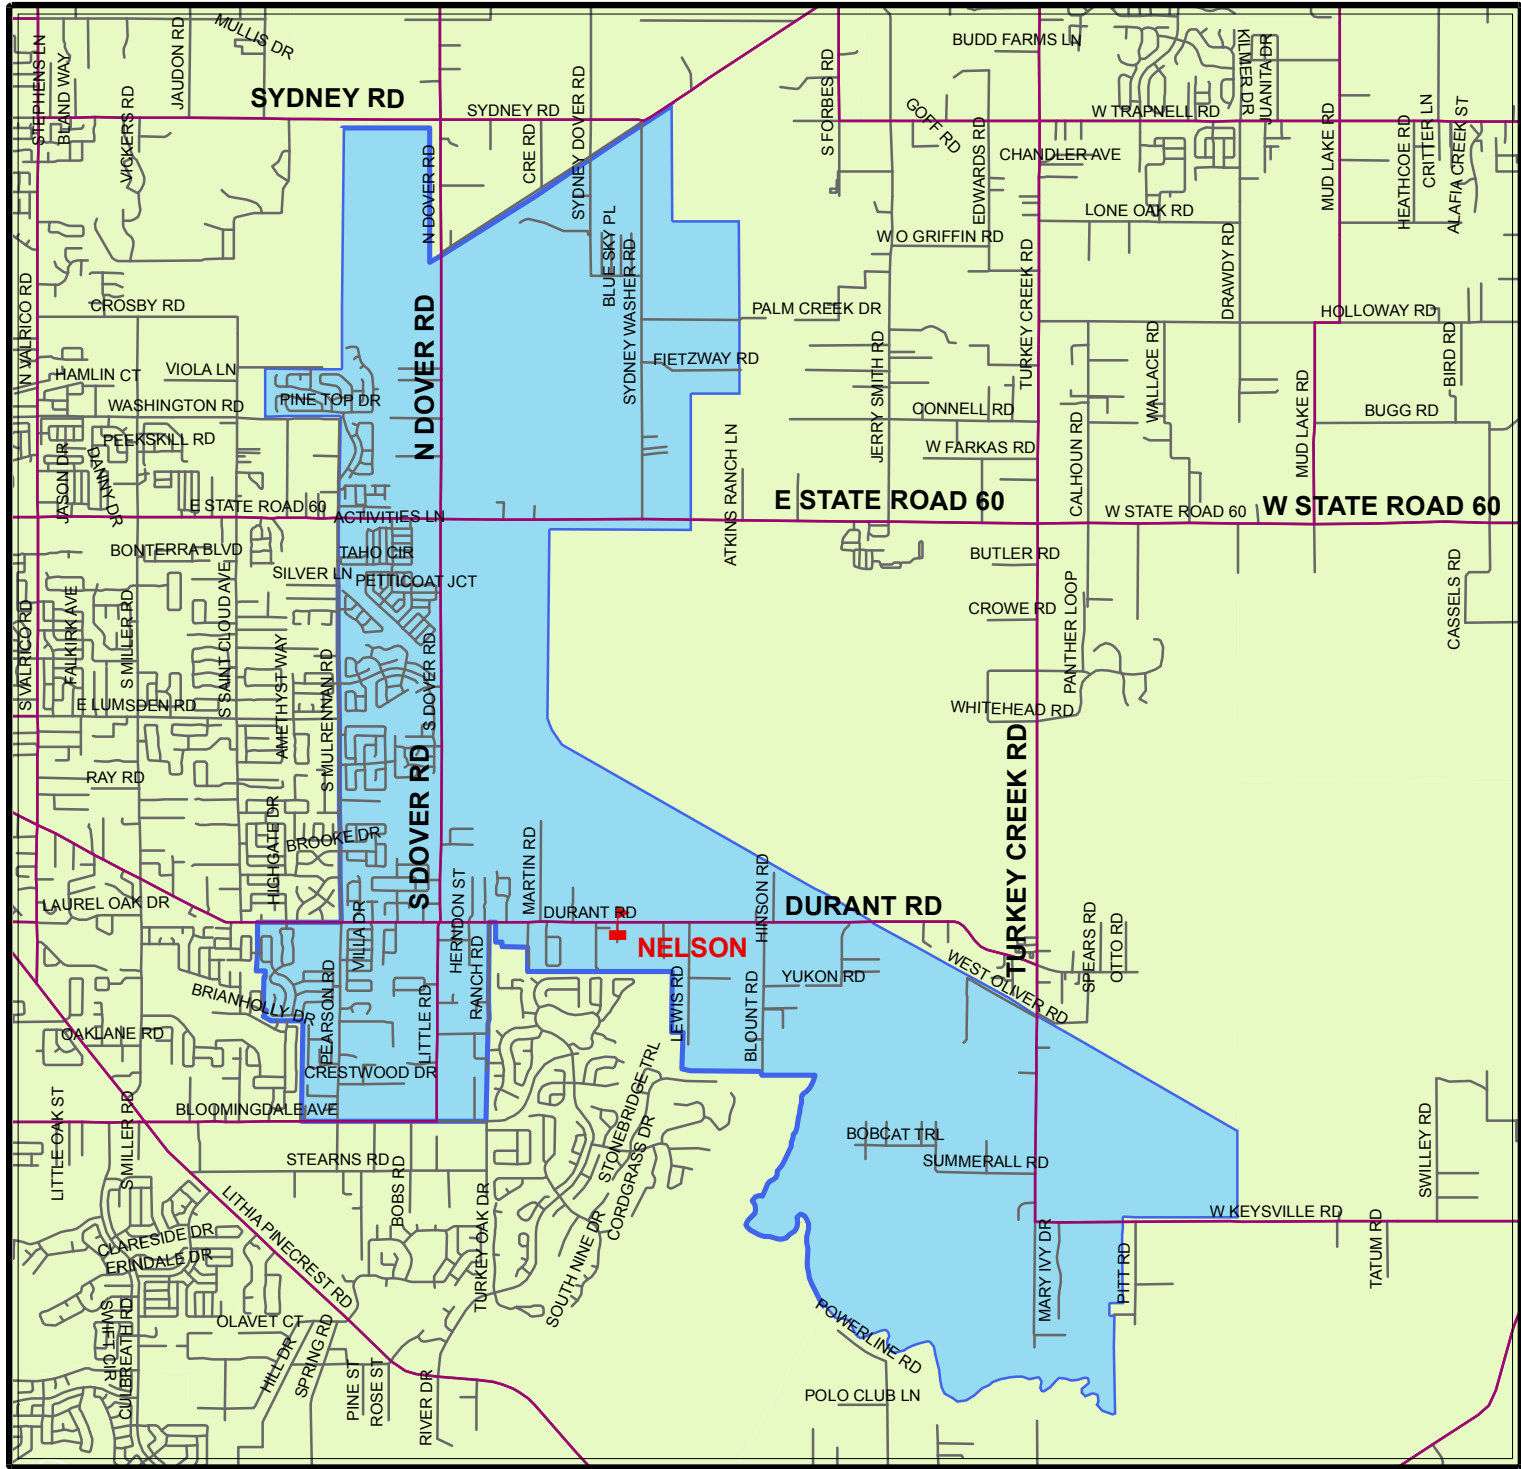 MULLIS DR
BUDD FARMS LN
STEPHENS LN
BLAND WAY
JAUDON RD
VICKERS RD
SYDNEY RD
SYDNEY RD
CRE RD
SYDNEY DOVER RD
S FORBES RD
GOFF RD
EDWARDS RD
W TRAPNELL RD
KILMER DR
JUANITA DR
MUD LAKE RD
HEATHCOE RD
CRITTER LN
ALAFIA CREEK ST
CHANDLER AVE
LONE OAK RD
N DOVER RD
BLUE SKY PL
SYDNEY WASHER RD
W O GRIFFIN RD
TURKEY CREEK RD
DRAWDY RD
N VALRICO RD
CROSBY RD
N DOVER RD
PALM CREEK DR
HOLLOWAY RD
HAMLIN CT
VIOLA LN
FIETZWAY RD
JERRY SMITH RD
WALLACE RD
BIRD RD
WASHINGTON RD
PINE TOP DR
CONNELL RD
BUGG RD
PEEKSKILL RD
JASON DR
DANNY DR
ATKINS RANCH LN
W FARKAS RD
CALHOUN RD
MUD LAKE RD
E STATE ROAD 60
ACTIVITIES LN
E STATE ROAD 60
W STATE ROAD 60
W STATE ROAD 60
BONTERRA BLVD
TAHO CIR
BUTLER RD
SILVER LN
PETTICOAT JCT
CASSELS RD
S VALRICO RD
FALKIRK AVE
S MILLER RD
S SAINT CLOUD AVE
CROWE RD
PANTHER LOOP
AMETHYST WAY
S MULRENNAN RD
S DOVER RD
E LUMSDEN RD
WHITEHEAD RD
RAY RD
S DOVER RD
TURKEY CREEK RD
HIGHGATE DR
BROOKE DR
MARTIN RD
HINSON RD
LAUREL OAK DR
VILLA DR
HERNDON ST
DURANT RD
DURANT RD
NELSON
SPEARS RD
OTTO RD
RANCH RD
WEST OLIVER RD
YUKON RD
BRIANHOLLY DR
PEARSON RD
LITTLE RD
LEWIS RD
BLOUNT RD
OAKLANE RD
CRESTWOOD DR
STONEBRIDGE TRL
LITTLE OAK ST
S MILLER RD
BLOOMINGDALE AVE
CORDGRASS DR
BOBCAT TRL
SUMMERALL RD
SWILLEY RD
STEARNS RD
BOBS RD
TURKEY OAK DR
SOUTH NINE DR
LITHIA PINECREST RD
W KEYSVILLE RD
CLARESIDE DR
ERINDALE DR
MARY IVY DR
PITT RD
TATUM RD
SWIFT CIR
CULBREATH RD
OLAVET CT
HILL DR
SPRING RD
PINE ST
ROSE ST
RIVER DR
POWERLINE RD
POLO CLUB LN